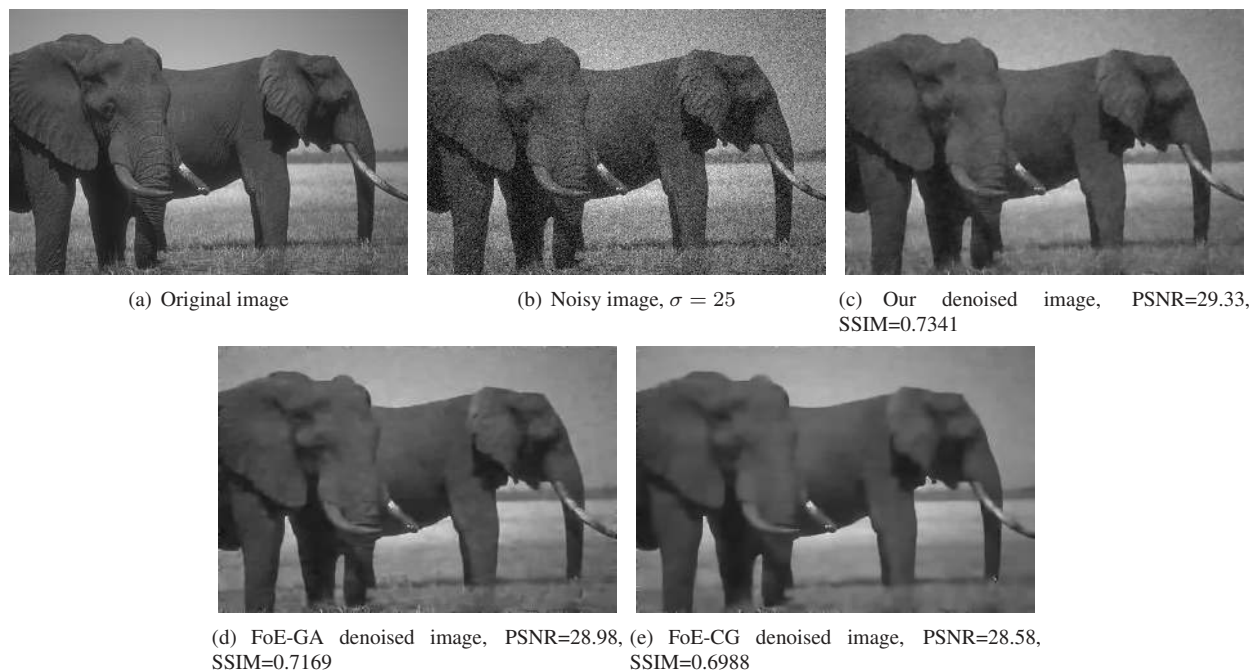 (a) Original image
(b) Noisy image, σ = 25
(c) Our denoised image, PSNR=29.33,
SSIM=0.7341
(d) FoE-GA denoised image, PSNR=28.98,
SSIM=0.7169
(e) FoE-CG denoised image, PSNR=28.58,
SSIM=0.6988